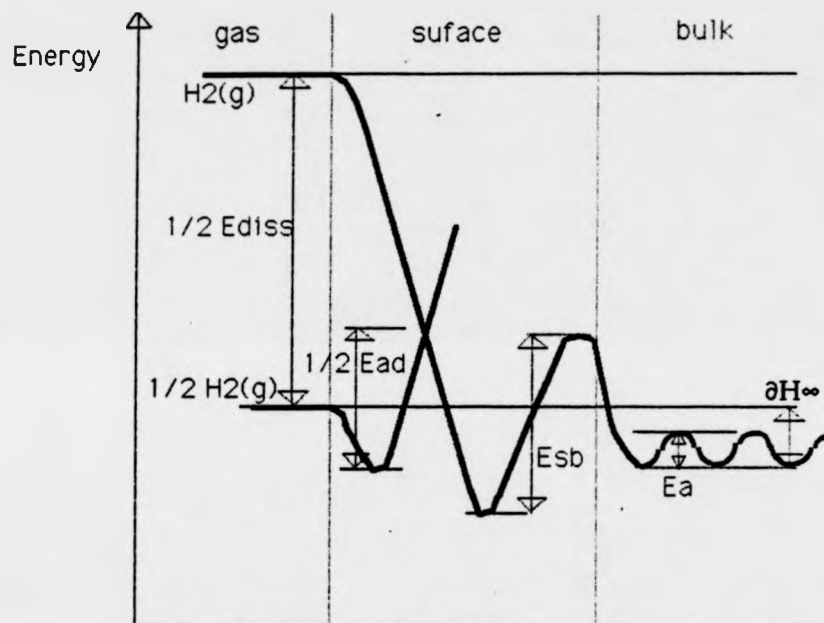 gas
suface
bulk
Energy
H2(g)
1/2 Ediss
1/2 Ead
1/2 H2(g)
∂H∞
Esb
Ea